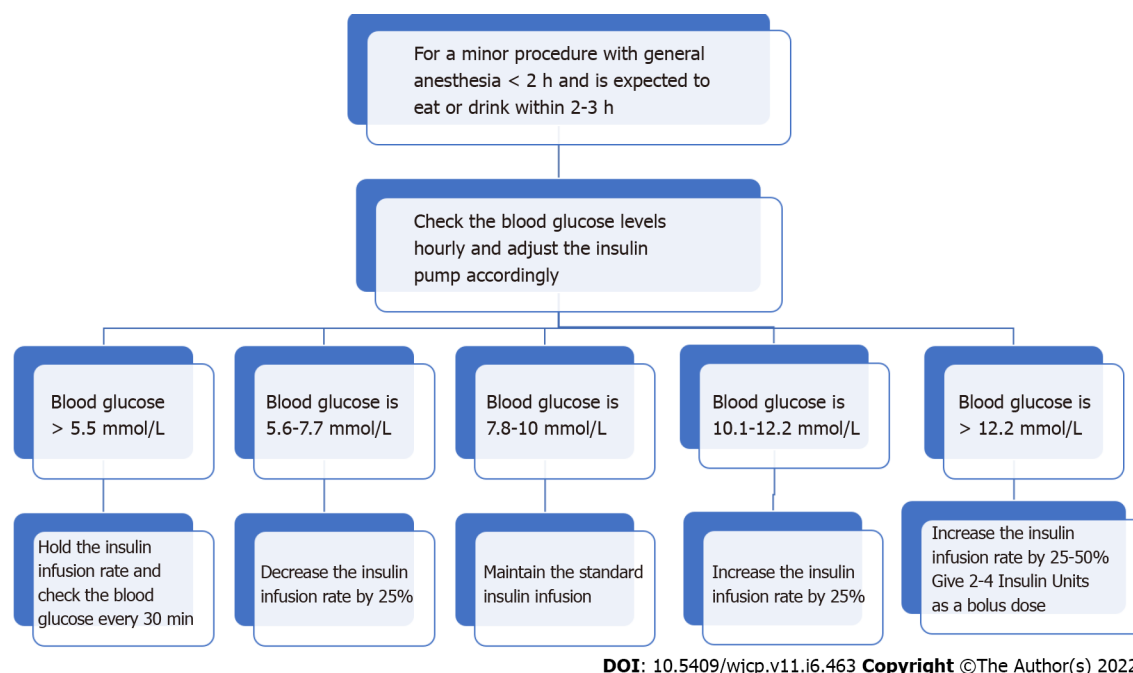 For a minor procedure with general
anesthesia < 2 h and is expected to
eat or drink within 2-3 h
Check the blood glucose levels
hourly and adjust the insulin
pump accordingly
Blood glucose
> 5.5 mmol/L
Blood glucose is
5.6-7.7 mmol/L
Blood glucose is
7.8-10 mmol/L
Blood glucose is
10.1-12.2 mmol/L
Blood glucose is
> 12.2 mmol/L
Hold the insulin
infusion rate and
check the blood
glucose every 30 min
Decrease the insulin
infusion rate by 25%
Maintain the standard
insulin infusion
Increase the insulin
infusion rate by 25%
Increase the insulin
infusion rate by 25-50%
Give 2-4 Insulin Units
as a bolus dose
DOI: 10.5409/wjcp.v11.i6.463 Copyright ©The Author(s) 2022